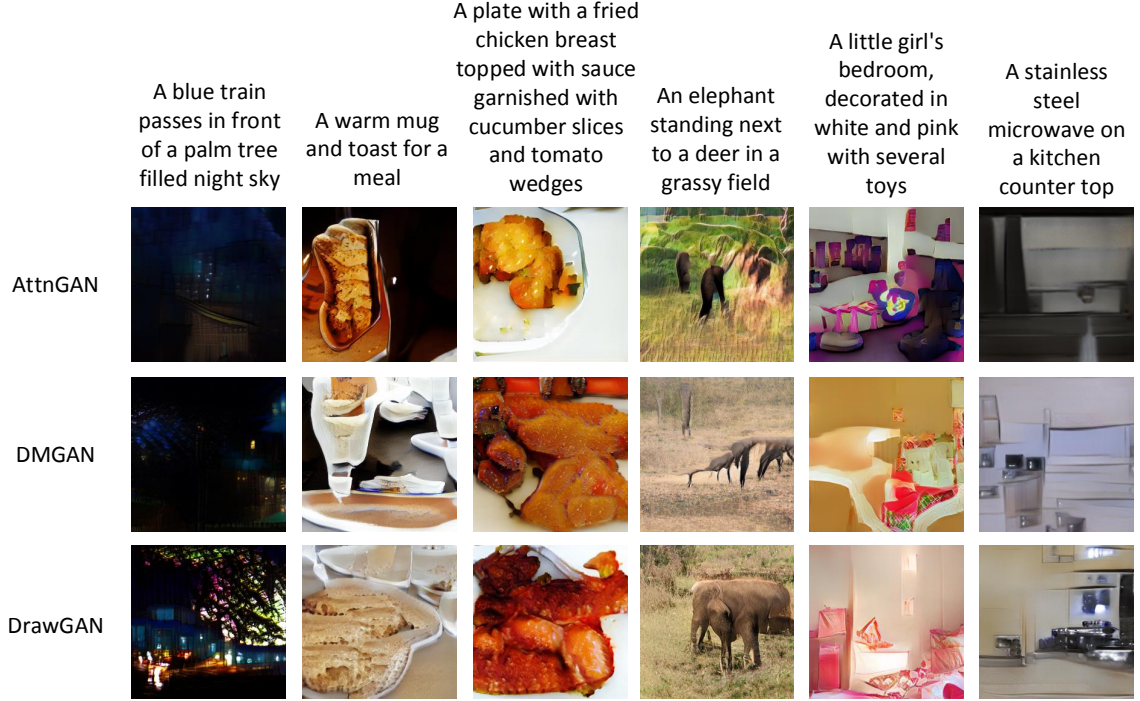 A blue train
passes in front
of a palm tree
filled night sky
A warm mug
and toast for a
meal
A plate with a fried
chicken breast
topped with sauce
garnished with
cucumber slices
and tomato
wedges
An elephant
standing next
to a deer in a
grassy field
A little girl's
bedroom,
decorated in
white and pink
with several
toys
A stainless
steel
microwave on
a kitchen
counter top
AttnGAN
DMGAN
DrawGAN